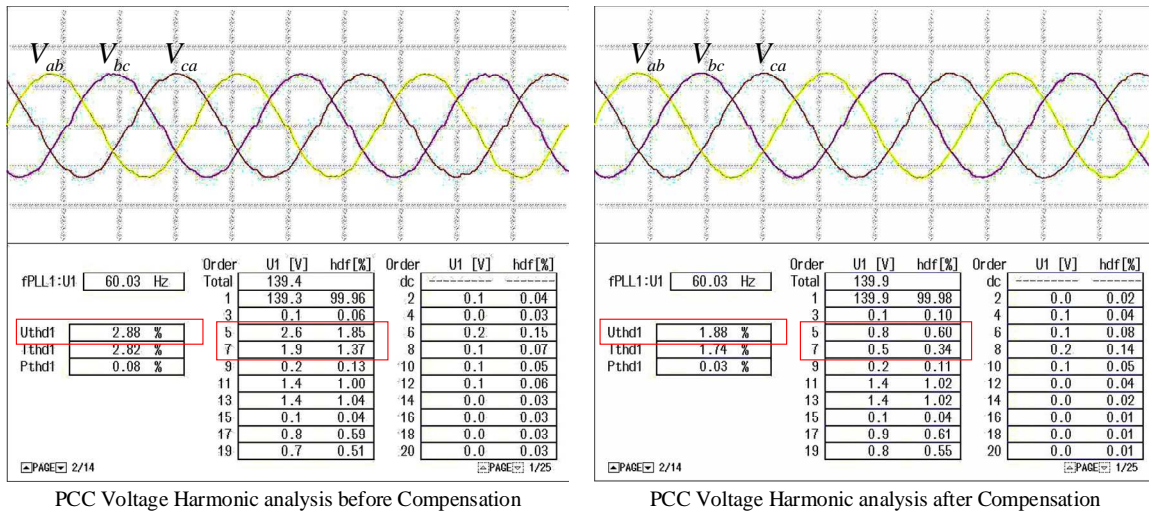 Vab Vbc Vca
fPLL1:U1 60.03 Hz
Uthd1 2.88 %
Ithd1 2.82 %
Pthd1 0.08 %
Order U1 [V] hdf[%] Order U1 [V] hdf[%]
Total 139.4 dc -------- ------
1 139.3 99.96 2 0.1 0.04
3 0.1 0.06 4 0.0 0.03
5 2.6 1.85 6 0.2 0.15
7 1.9 1.37 8 0.1 0.07
9 0.2 0.13 10 0.1 0.05
11 1.4 1.00 12 0.1 0.06
13 1.4 1.04 14 0.0 0.03
15 0.1 0.04 16 0.0 0.03
17 0.8 0.59 18 0.0 0.03
19 0.7 0.51 20 0.0 0.03
▲PAGE▼ 2/14 △PAGE▽ 1/25
PCC Voltage Harmonic analysis before Compensation
Vab Vbc Vca
fPLL1:U1 60.03 Hz
Uthd1 1.88 %
Ithd1 1.74 %
Pthd1 0.03 %
Order U1 [V] hdf[%] Order U1 [V] hdf[%]
Total 139.9 dc -------- ------
1 139.9 99.98 2 0.0 0.02
3 0.1 0.10 4 0.1 0.04
5 0.8 0.60 6 0.1 0.08
7 0.5 0.34 8 0.2 0.14
9 0.2 0.11 10 0.1 0.05
11 1.4 1.02 12 0.0 0.04
13 1.4 1.02 14 0.0 0.02
15 0.1 0.04 16 0.0 0.01
17 0.9 0.61 18 0.0 0.01
19 0.8 0.55 20 0.0 0.01
▲PAGE▼ 2/14 △PAGE▽ 1/25
PCC Voltage Harmonic analysis after Compensation